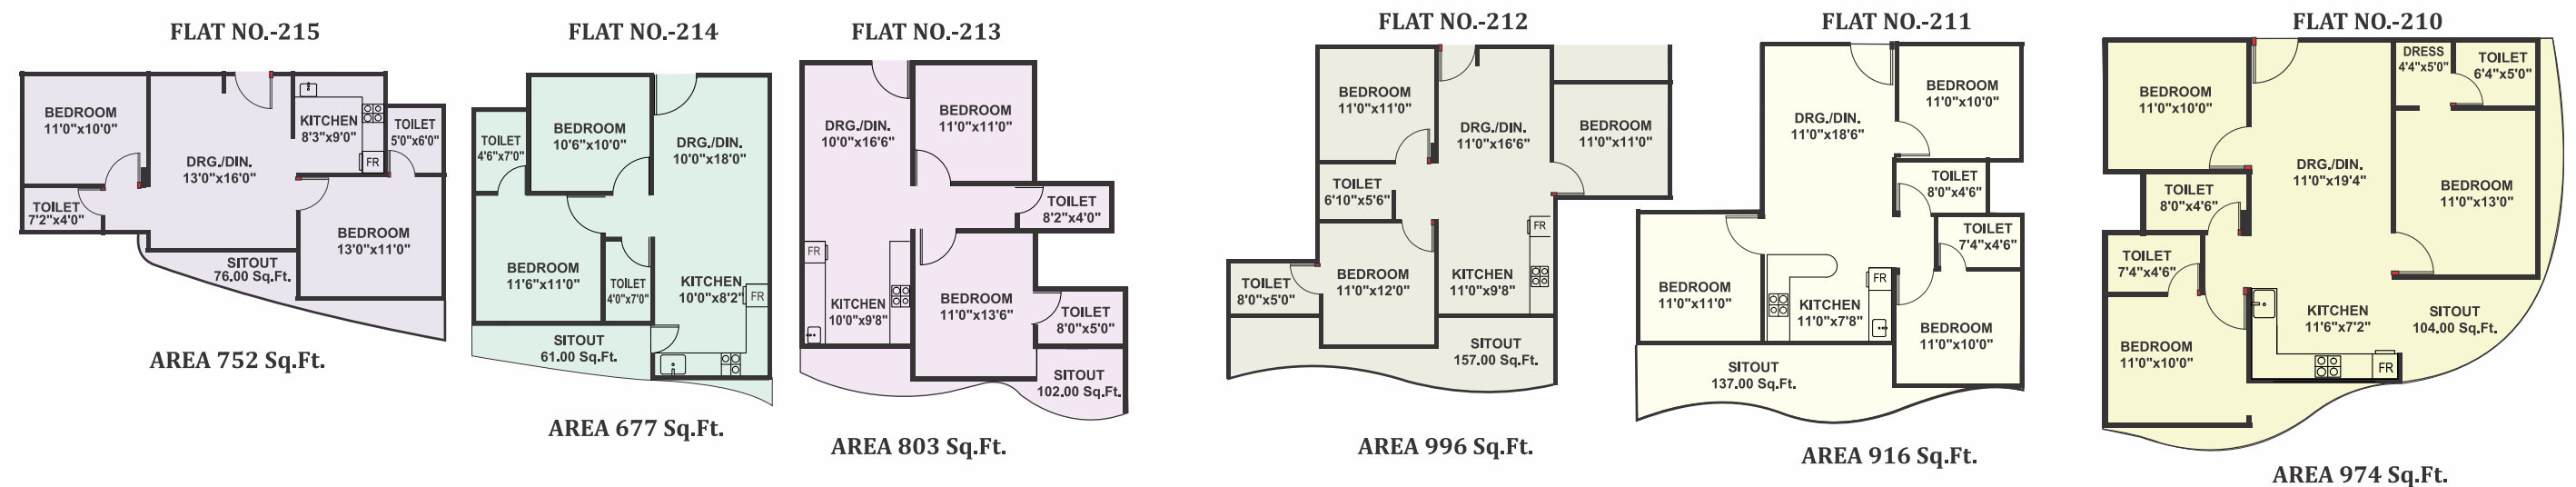 FLAT NO.-215
BEDROOM
11'0"x10'0"
TOILET
7'2"x4'0"
DRG./DIN.
13'0"x16'0"
KITCHEN
8'3"x9'0"
FR
TOILET
5'0"x6'0"
BEDROOM
13'0"x11'0"
SITOUT
76.00 Sq.Ft.
AREA 752 Sq.Ft.
FLAT NO.-214
TOILET
4'6"x7'0"
BEDROOM
10'6"x10'0"
DRG./DIN.
10'0"x18'0"
BEDROOM
11'6"x11'0"
TOILET
4'0"x7'0"
KITCHEN
10'0"x8'2"
FR
SITOUT
61.00 Sq.Ft.
AREA 677 Sq.Ft.
FLAT NO.-213
DRG./DIN.
10'0"x16'6"
BEDROOM
11'0"x11'0"
TOILET
8'2"x4'0"
FR
KITCHEN
10'0"x9'8"
BEDROOM
11'0"x13'6"
TOILET
8'0"x5'0"
SITOUT
102.00 Sq.Ft.
AREA 803 Sq.Ft.
FLAT NO.-212
BEDROOM
11'0"x11'0"
DRG./DIN.
11'0"x16'6"
BEDROOM
11'0"x11'0"
TOILET
6'10"x5'6"
FR
TOILET
8'0"x5'0"
BEDROOM
11'0"x12'0"
KITCHEN
11'0"x9'8"
SITOUT
157.00 Sq.Ft.
AREA 996 Sq.Ft.
FLAT NO.-211
DRG./DIN.
11'0"x18'6"
BEDROOM
11'0"x10'0"
TOILET
8'0"x4'6"
TOILET
7'4"x4'6"
BEDROOM
11'0"x11'0"
FR
KITCHEN
11'0"x7'8"
BEDROOM
11'0"x10'0"
SITOUT
137.00 Sq.Ft.
AREA 916 Sq.Ft.
FLAT NO.-210
BEDROOM
11'0"x10'0"
DRESS
4'4"x5'0"
TOILET
6'4"x5'0"
DRG./DIN.
11'0"x19'4"
TOILET
8'0"x4'6"
BEDROOM
11'0"x13'0"
TOILET
7'4"x4'6"
KITCHEN
11'6"x7'2"
SITOUT
104.00 Sq.Ft.
BEDROOM
11'0"x10'0"
FR
AREA 974 Sq.Ft.